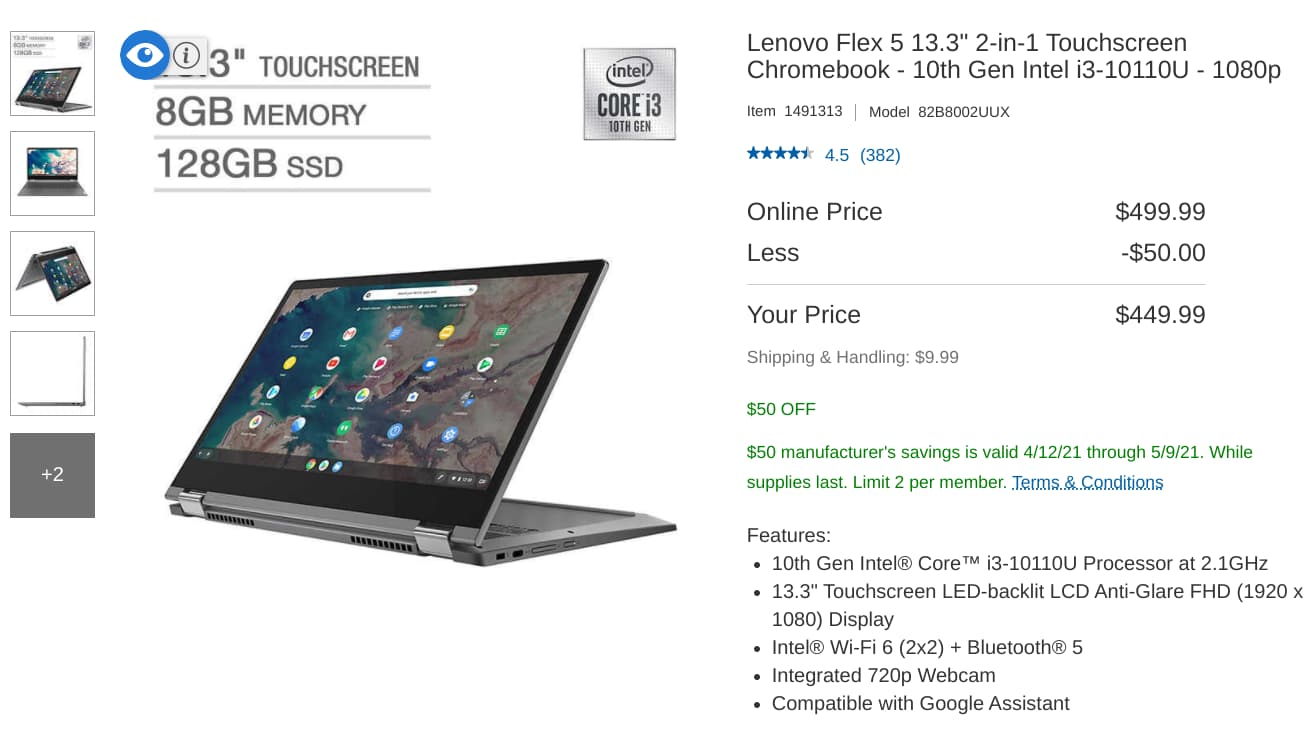 3" TOUCHSCREEN
8GB MEMORY
128GB SSD
intel
CORE i3
10TH GEN
+2
Lenovo Flex 5 13.3" 2-in-1 Touchscreen
Chromebook - 10th Gen Intel i3-10110U - 1080p
Item 1491313 | Model 82B8002UUX
4.5 (382)
Online Price $499.99
Less -$50.00
Your Price $449.99
Shipping & Handling: $9.99
$50 OFF
$50 manufacturer's savings is valid 4/12/21 through 5/9/21. While
supplies last. Limit 2 per member. Terms & Conditions
Features:
• 10th Gen Intel® Core™ i3-10110U Processor at 2.1GHz
• 13.3" Touchscreen LED-backlit LCD Anti-Glare FHD (1920 x
1080) Display
• Intel® Wi-Fi 6 (2x2) + Bluetooth® 5
• Integrated 720p Webcam
• Compatible with Google Assistant